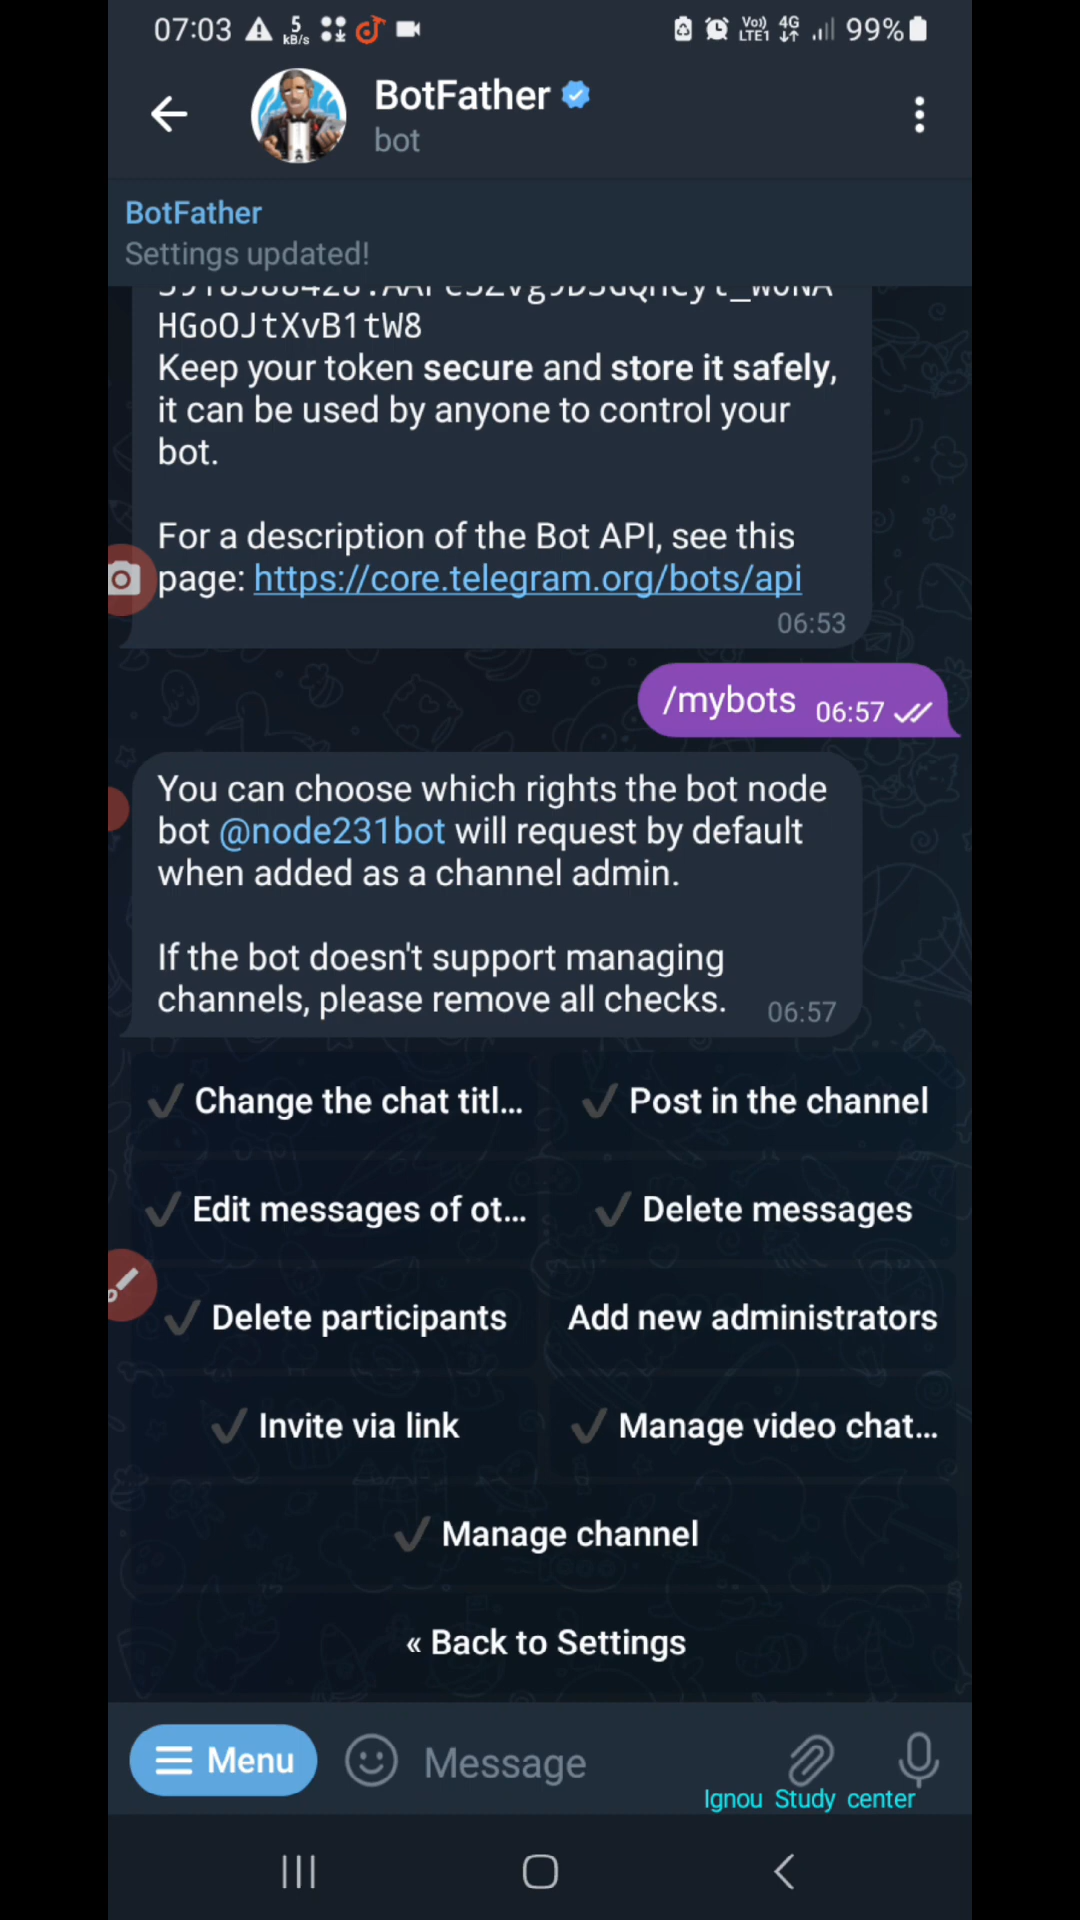 07:03 5 kB/s Vo)) LTE1 4G 99%
BotFather
bot
BotFather
Settings updated!
HGoOJtXvB1tW8
Keep your token secure and store it safely,
it can be used by anyone to control your
bot.
For a description of the Bot API, see this
page: https://core.telegram.org/bots/api
06:53
/mybots 06:57
You can choose which rights the bot node
bot @node231bot will request by default
when added as a channel admin.
If the bot doesn't support managing
channels, please remove all checks. 06:57
Change the chat titl... Post in the channel
Edit messages of ot... Delete messages
Delete participants Add new administrators
Invite via link Manage video chat...
Manage channel
« Back to Settings
Menu Message
Ignou Study center